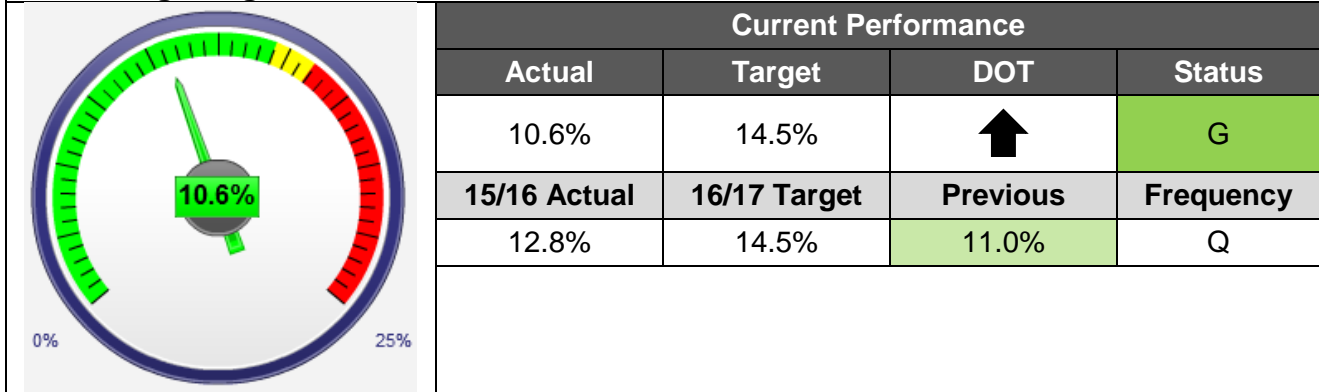 Current Performance
Actual Target DOT Status
10.6% 14.5% G
15/16 Actual 16/17 Target Previous Frequency
12.8% 14.5% 11.0% Q
10.6%
0% 25%